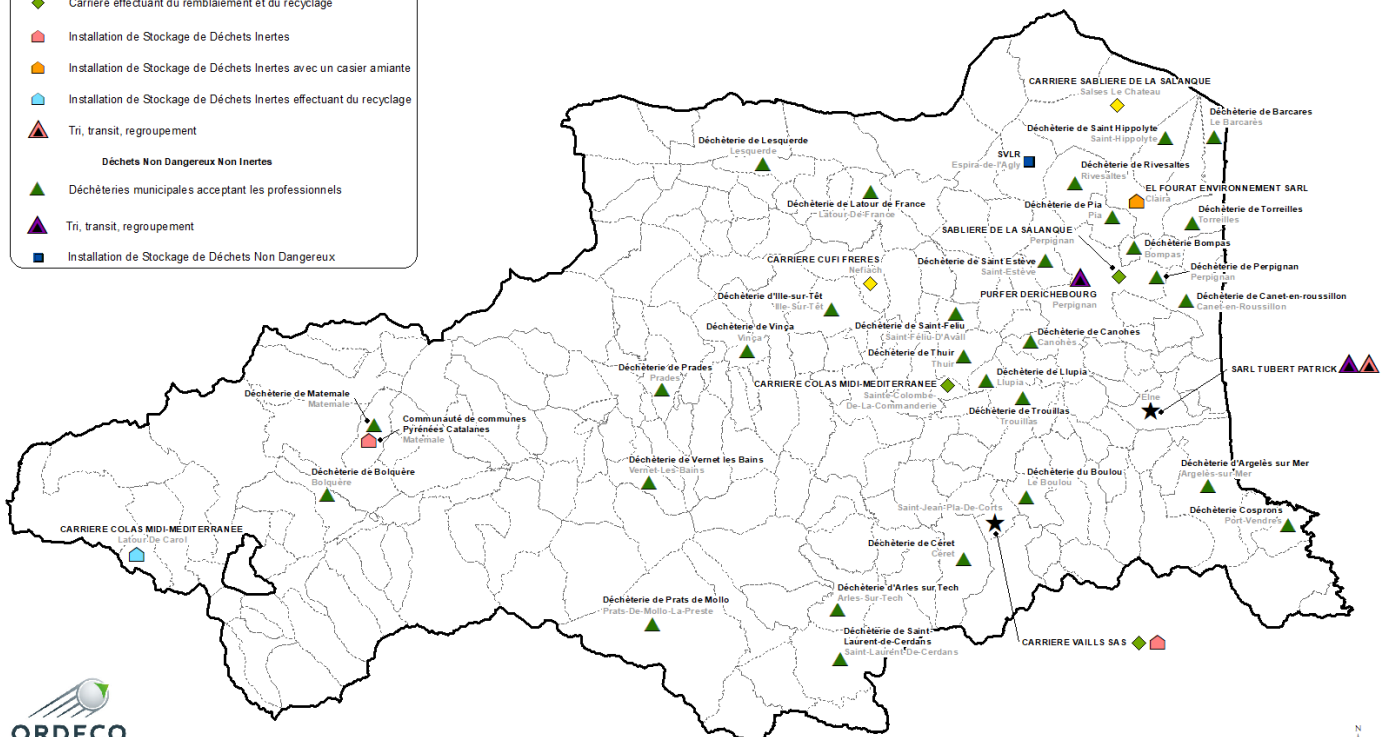 Carrière effectuant du remblaiement et du recyclage
Installation de Stockage de Déchets Inertes
Installation de Stockage de Déchets Inertes avec un casier amiante
Installation de Stockage de Déchets Inertes effectuant du recyclage
Tri, transit, regroupement
Déchets Non Dangereux Non Inertes
Déchèteries municipales acceptant les professionnels
Tri, transit, regroupement
Installation de Stockage de Déchets Non Dangereux
CARRIERE SABLIERE DE LA SALANQUE
Salses Le Chateau
Déchèterie de Barcares
Le Barcarès
Déchèterie de Saint Hippolyte
Saint-Hippolyte
Déchèterie de Lesquerde
Lesquerde
SVLR
Espira-de-l'Agly
Déchèterie de Rivesaltes
Rivesaltes
EL FOURAT ENVIRONNEMENT SARL
Claira
Déchèterie de Latour de France
Latour-De-France
Déchèterie de Pia
Pia
Déchèterie de Torreilles
Torreilles
SABLIERE DE LA SALANQUE
Perpignan
Déchèterie Bompas
Bompas
CARRIERE CUFI FRERES
Nefiach
Déchèterie de Saint Estève
Saint-Estève
Déchèterie de Perpignan
Perpignan
PURFER DERICHEBOURG
Perpignan
Déchèterie d'Ille-sur-Têt
Ille-Sur-Têt
Déchèterie de Canet-en-roussillon
Canet-en-Roussillon
Déchèterie de Vinça
Vinça
Déchèterie de Saint-Feliu
Saint-Féliu-D'Avall
Déchèterie de Canohes
Canohès
Déchèterie de Thuir
Thuir
Déchèterie de Prades
Prades
Déchèterie de Llupia
Llupia
SARL TUBERT PATRICK
CARRIERE COLAS MIDI-MEDITERRANEE
Sainte-Colombe-
De-La-Commanderie
Déchèterie de Matemale
Matemale
Elne
Déchèterie de Trouillas
Trouillas
Communauté de communes
Pyrénées Catalanes
Matemale
Déchèterie de Vernet les Bains
Vernet-Les-Bains
Déchèterie de Bolquère
Bolquère
Déchèterie du Boulou
Le Boulou
Déchèterie d'Argelès sur Mer
Argelès-sur-Mer
Saint-Jean-Pla-De-Corts
Déchèterie Cosprons
Port-Vendres
CARRIERE COLAS MIDI-MEDITERRANEE
Latour-De-Carol
Déchèterie de Céret
Céret
Déchèterie d'Arles sur Tech
Arles-Sur-Tech
Déchèterie de Prats de Mollo
Prats-De-Mollo-La-Preste
Déchèterie de Saint-
Laurent-de-Cerdans
Saint-Laurent-De-Cerdans
CARRIERE VAILLS SAS
ORDECO
N